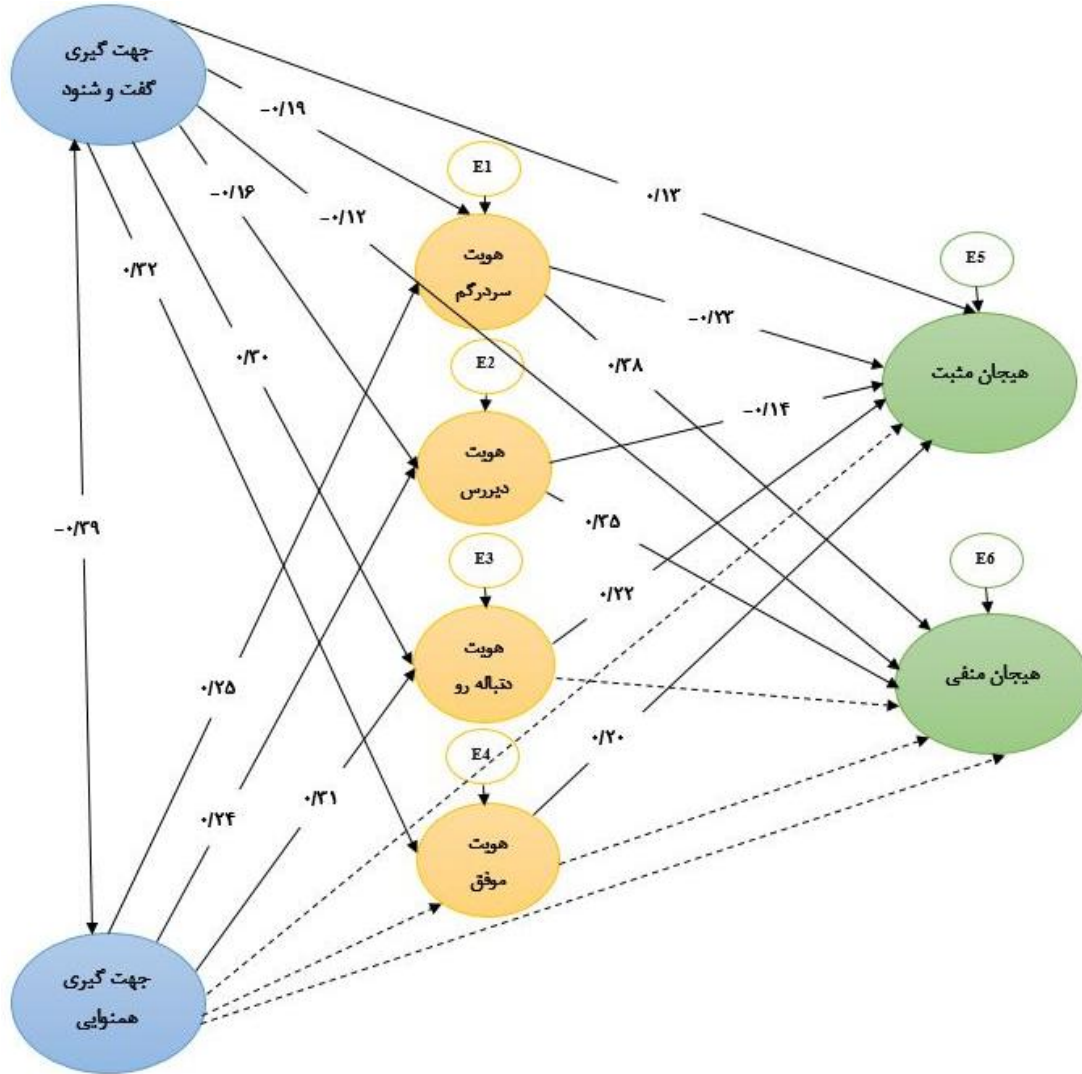 جهت گیری
گفت و شنود
-۰/۱۹
E1
-۰/۱۶
-۰/۱۲
۰/۱۳
هویت
سردرگم
E5
۰/۳۲
-۰/۲۳
۰/۳۰
E2
۰/۳۸
هیجان مثبت
-۰/۱۴
هویت
دیررس
-۰/۳۹
۰/۳۵
E3
E6
۰/۲۲
هویت
دنباله رو
هیجان منفی
۰/۲۵
۰/۲۰
E4
۰/۳۱
۰/۲۴
هویت
موفق
جهت گیری
همنوایی